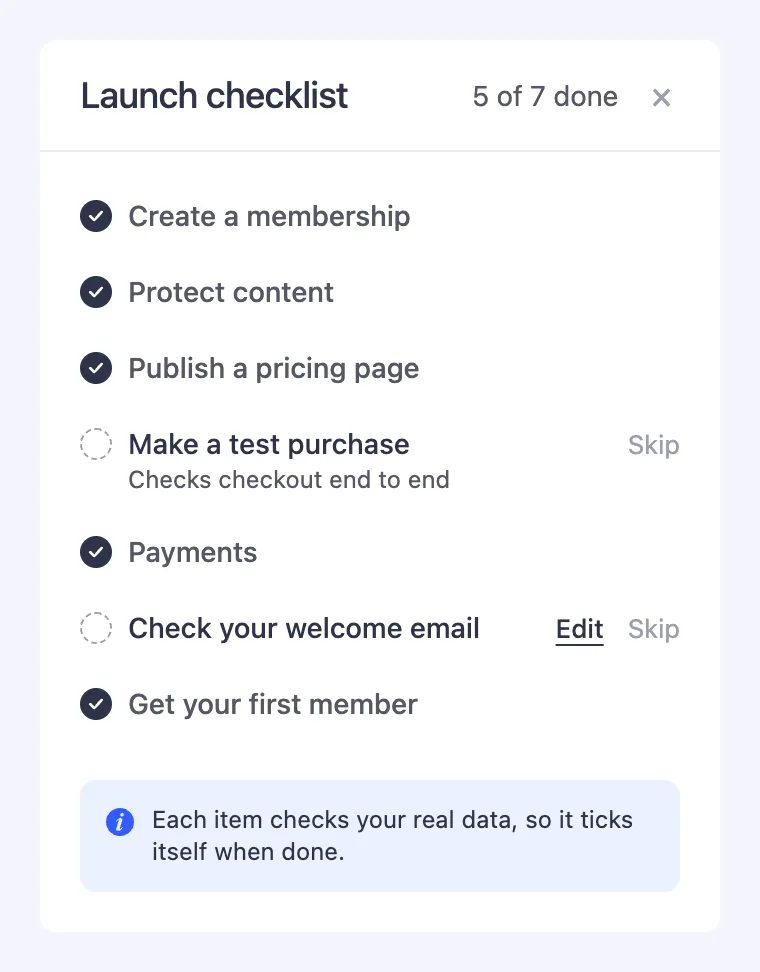 Launch checklist
5 of 7 done
Create a membership
Protect content
Publish a pricing page
Make a test purchase
Skip
Checks checkout end to end
Payments
Check your welcome email
Edit
Skip
Get your first member
Each item checks your real data, so it ticks
itself when done.